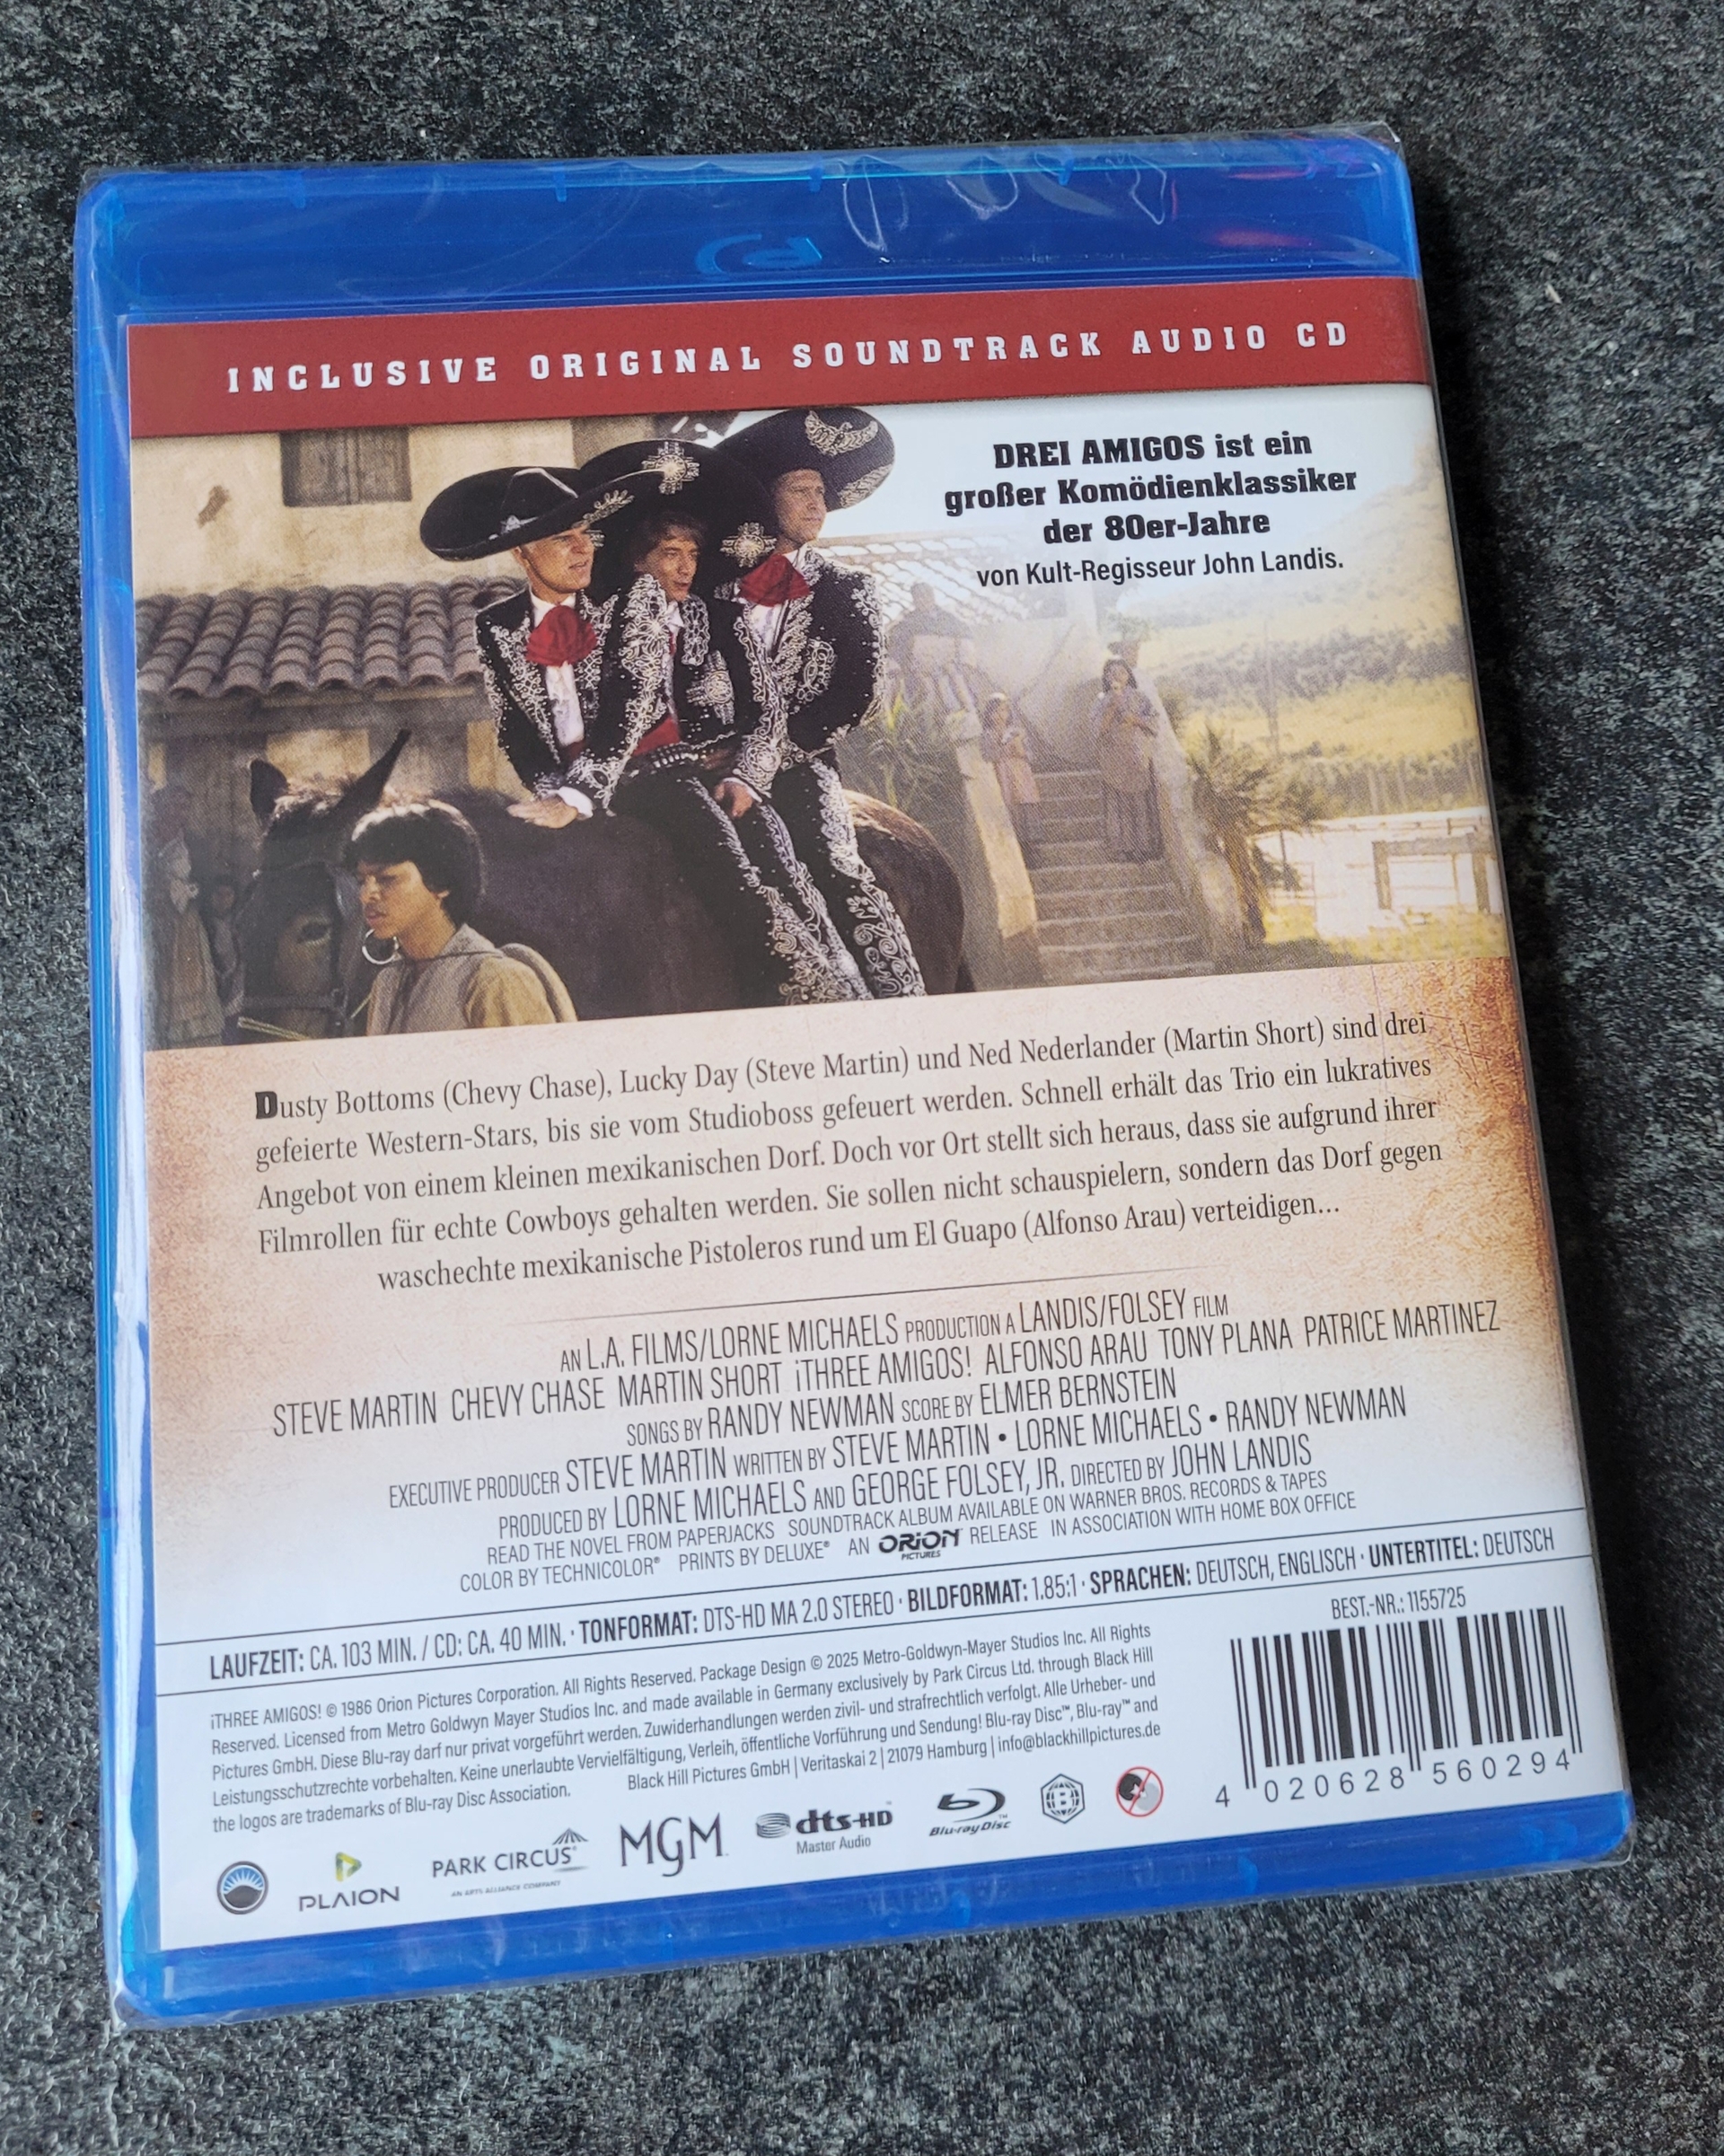 INCLUSIVE ORIGINAL SOUNDTRACK AUDIO CD
DREI AMIGOS ist ein
großer Komödienklassiker
der 80er-Jahre
von Kult-Regisseur John Landis.
Dusty Bottoms (Chevy Chase), Lucky Day (Steve Martin) und Ned Nederlander (Martin Short) sind drei
gefeierte Western-Stars, bis sie vom Studioboss gefeuert werden. Schnell erhält das Trio ein lukratives
Angebot von einem kleinen mexikanischen Dorf. Doch vor Ort stellt sich heraus, dass sie aufgrund ihrer
Filmrollen für echte Cowboys gehalten werden. Sie sollen nicht schauspielern, sondern das Dorf gegen
waschechte mexikanische Pistoleros rund um El Guapo (Alfonso Arau) verteidigen...
AN L.A. FILMS/LORNE MICHAELS PRODUCTION A LANDIS/FOLSEY FILM
STEVE MARTIN CHEVY CHASE MARTIN SHORT ¡THREE AMIGOS! ALFONSO ARAU TONY PLANA PATRICE MARTINEZ
SONGS BY RANDY NEWMAN SCORE BY ELMER BERNSTEIN
EXECUTIVE PRODUCER STEVE MARTIN WRITTEN BY STEVE MARTIN • LORNE MICHAELS • RANDY NEWMAN
PRODUCED BY LORNE MICHAELS AND GEORGE FOLSEY, JR. DIRECTED BY JOHN LANDIS
READ THE NOVEL FROM PAPERJACKS SOUNDTRACK ALBUM AVAILABLE ON WARNER BROS. RECORDS & TAPES
COLOR BY TECHNICOLOR® PRINTS BY DELUXE® AN ORION PICTURES RELEASE IN ASSOCIATION WITH HOME BOX OFFICE
LAUFZEIT: CA. 103 MIN. / CD: CA. 40 MIN. · TONFORMAT: DTS-HD MA 2.0 STEREO · BILDFORMAT: 1.85:1 · SPRACHEN: DEUTSCH, ENGLISCH · UNTERTITEL: DEUTSCH
¡THREE AMIGOS! © 1986 Orion Pictures Corporation. All Rights Reserved. Package Design © 2025 Metro-Goldwyn-Mayer Studios Inc. All Rights
Reserved. Licensed from Metro Goldwyn Mayer Studios Inc. and made available in Germany exclusively by Park Circus Ltd. through Black Hill
Pictures GmbH. Diese Blu-ray darf nur privat vorgeführt werden. Zuwiderhandlungen werden zivil- und strafrechtlich verfolgt. Alle Urheber- und
Leistungsschutzrechte vorbehalten. Keine unerlaubte Vervielfältigung, Verleih, öffentliche Vorführung und Sendung! Blu-ray Disc™, Blu-ray™ and
the logos are trademarks of Blu-ray Disc Association. Black Hill Pictures GmbH | Veritaskai 2 | 21079 Hamburg | info@blackhillpictures.de
BEST.-NR.: 1155725
4 020628 560294
PLAION
PARK CIRCUS
AN ARTS ALLIANCE COMPANY
MGM
dts-HD
Master Audio
Blu-ray Disc™
B